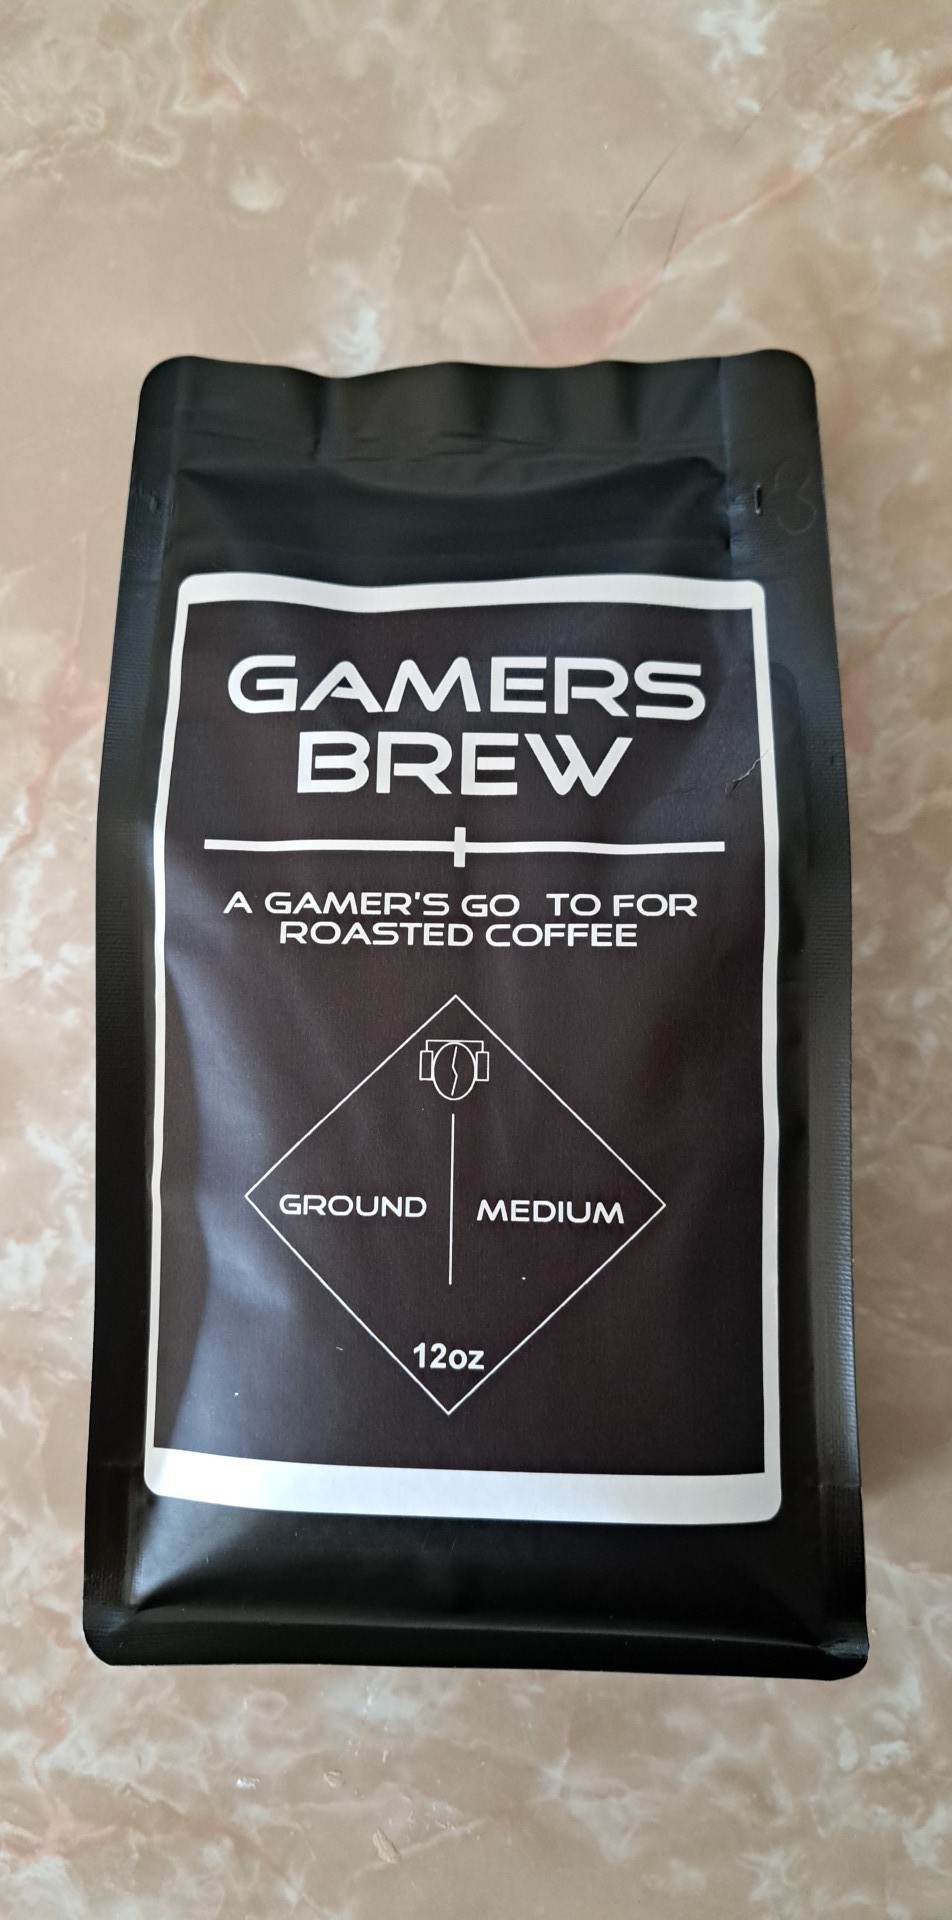 GAMERS
BREW
A GAMER'S GO  TO FOR
ROASTED COFFEE
GROUND
MEDIUM
12oz